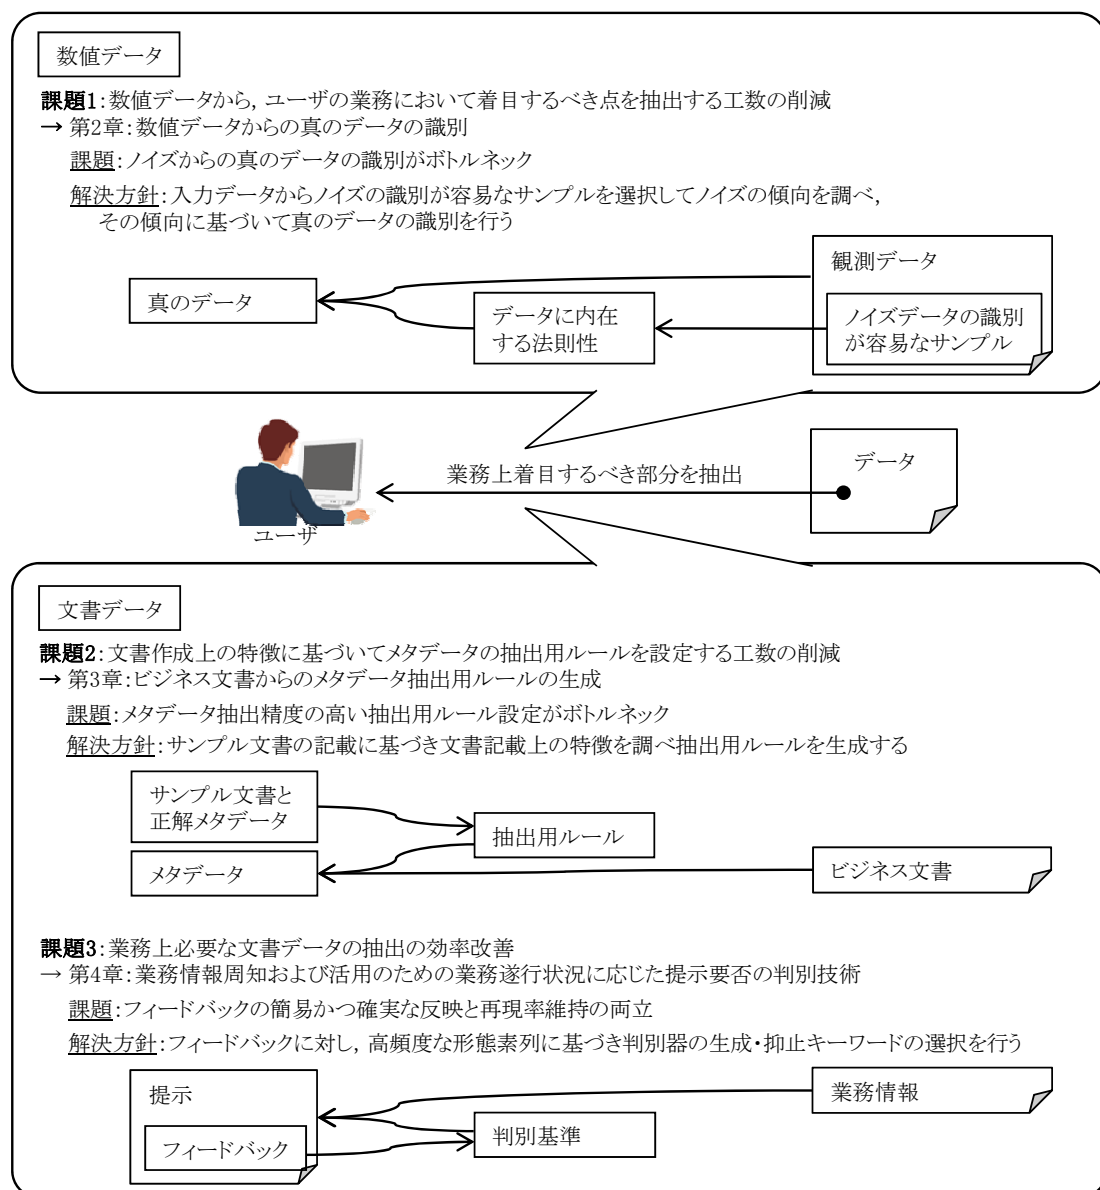 数値データ
課題1：数値データから，ユーザの業務において着目するべき点を抽出する工数の削減
→ 第2章：数値データからの真のデータの識別
課題：ノイズからの真のデータの識別がボトルネック
解決方針：入力データからノイズの識別が容易なサンプルを選択してノイズの傾向を調べ，
その傾向に基づいて真のデータの識別を行う
観測データ
真のデータ
データに内在
する法則性
ノイズデータの識別
が容易なサンプル
業務上着目するべき部分を抽出
データ
ユーザ
文書データ
課題2：文書作成上の特徴に基づいてメタデータの抽出用ルールを設定する工数の削減
→ 第3章：ビジネス文書からのメタデータ抽出用ルールの生成
課題：メタデータ抽出精度の高い抽出用ルール設定がボトルネック
解決方針：サンプル文書の記載に基づき文書記載上の特徴を調べ抽出用ルールを生成する
サンプル文書と
正解メタデータ
抽出用ルール
メタデータ
ビジネス文書
課題3：業務上必要な文書データの抽出の効率改善
→ 第4章：業務情報周知および活用のための業務遂行状況に応じた提示要否の判別技術
課題：フィードバックの簡易かつ確実な反映と再現率維持の両立
解決方針：フィードバックに対し，高頻度な形態素列に基づき判別器の生成・抑止キーワードの選択を行う
提示
業務情報
フィードバック
判別基準